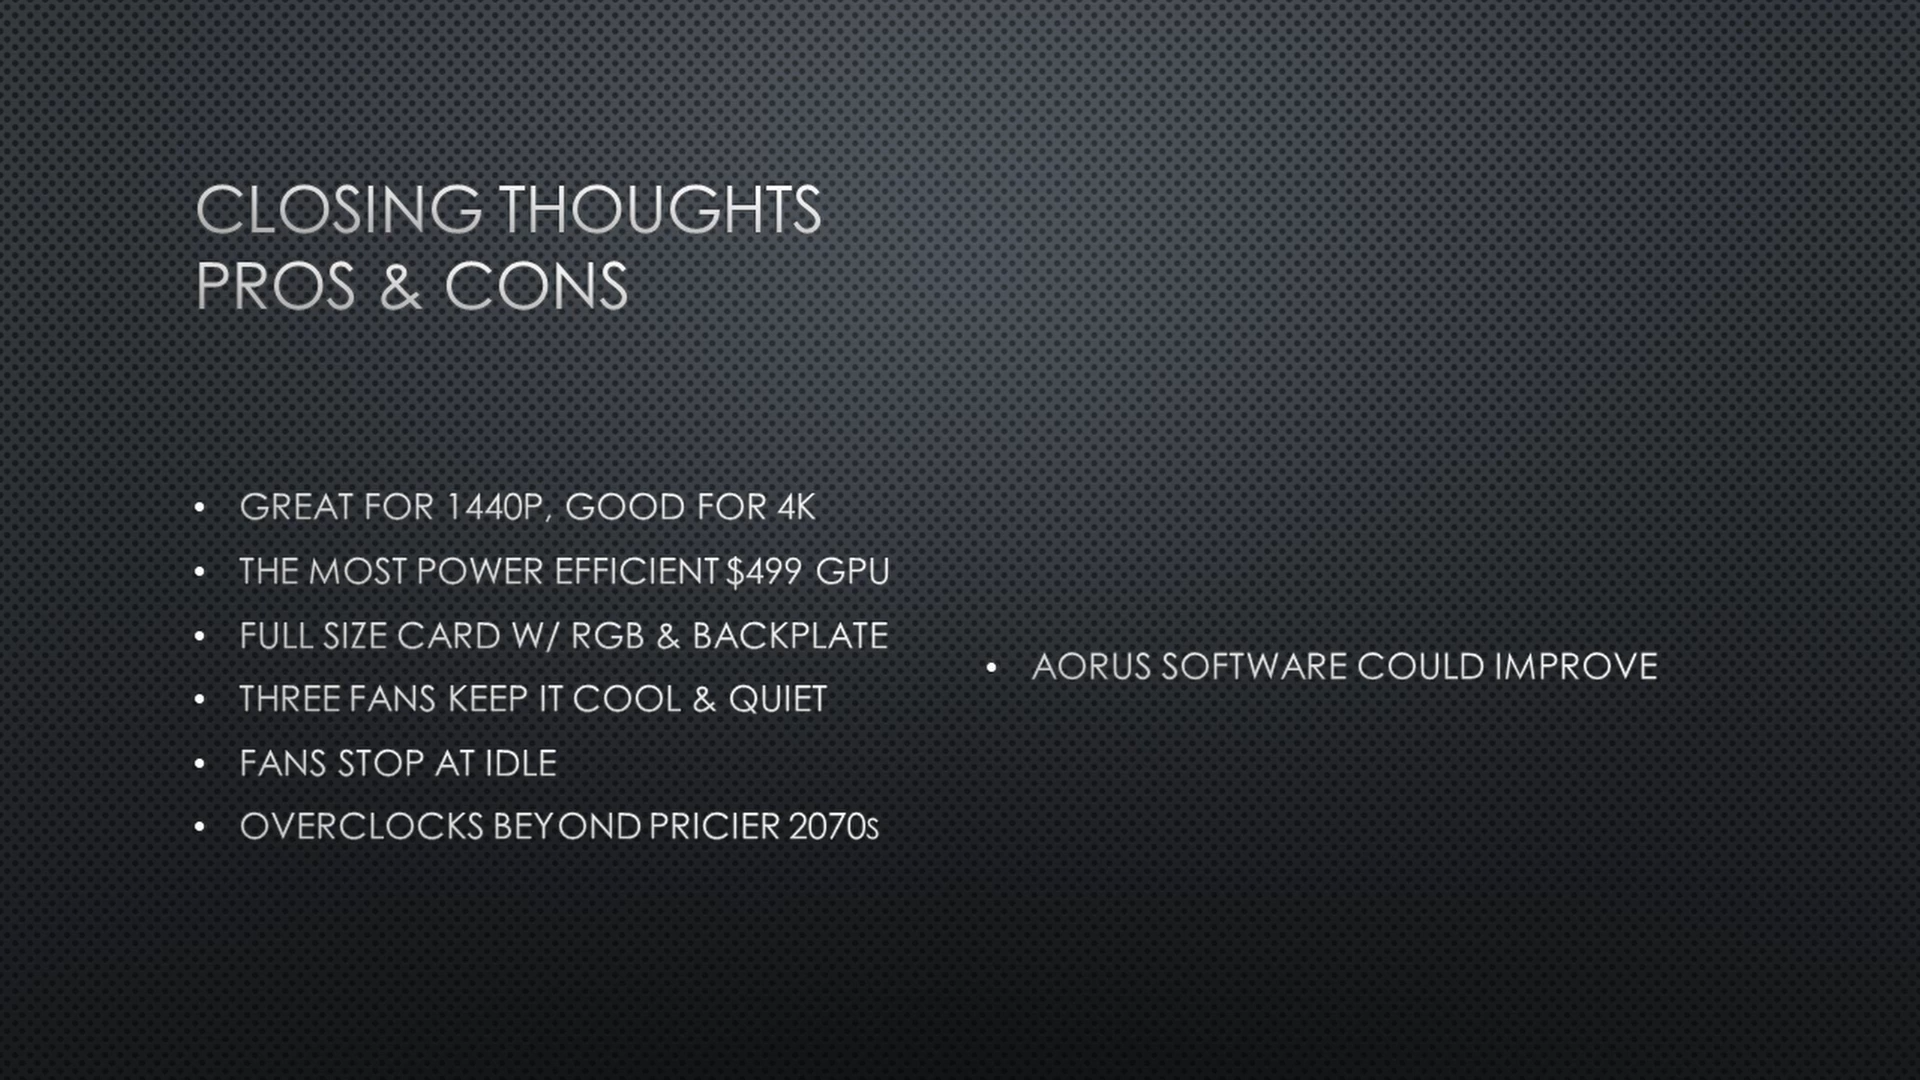 CLOSING THOUGHTS
PROS & CONS
• GREAT FOR 1440P, GOOD FOR 4K
• THE MOST POWER EFFICIENT $499 GPU
• FULL SIZE CARD W/ RGB & BACKPLATE
• THREE FANS KEEP IT COOL & QUIET
• FANS STOP AT IDLE
• OVERCLOCKS BEYOND PRICIER 2070s
• AORUS SOFTWARE COULD IMPROVE